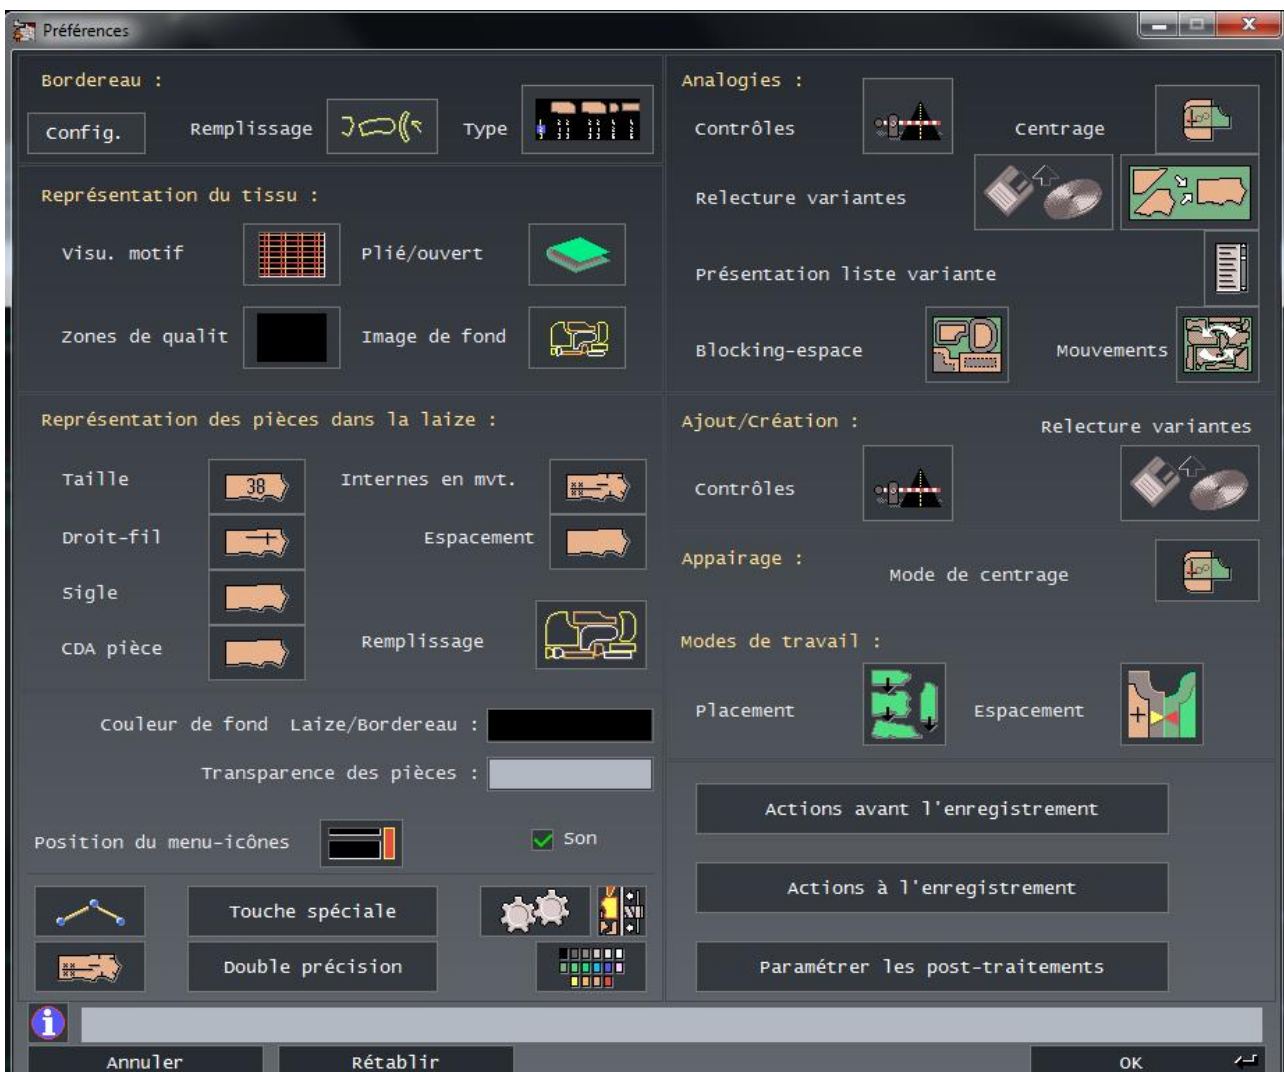 Préférences
Bordereau :
Config.
Remplissage
Type
Représentation du tissu :
Visu. motif
Plié/ouvert
Zones de qualit
Image de fond
Représentation des pièces dans la laize :
Taille
38
Internes en mvt.
Droit-fil
Espacement
Sigle
CDA pièce
Remplissage
Couleur de fond Laize/Bordereau :
Transparence des pièces :
Position du menu-icônes
Son
Touche spéciale
Double précision
Analogies :
Contrôles
Centrage
Relecture variantes
Présentation liste variante
Blocking-espace
Mouvements
Ajout/Création :
Relecture variantes
Contrôles
Appairage :
Mode de centrage
Modes de travail :
Placement
Espacement
Actions avant l'enregistrement
Actions à l'enregistrement
Paramétrer les post-traitements
Annuler
Rétablir
OK